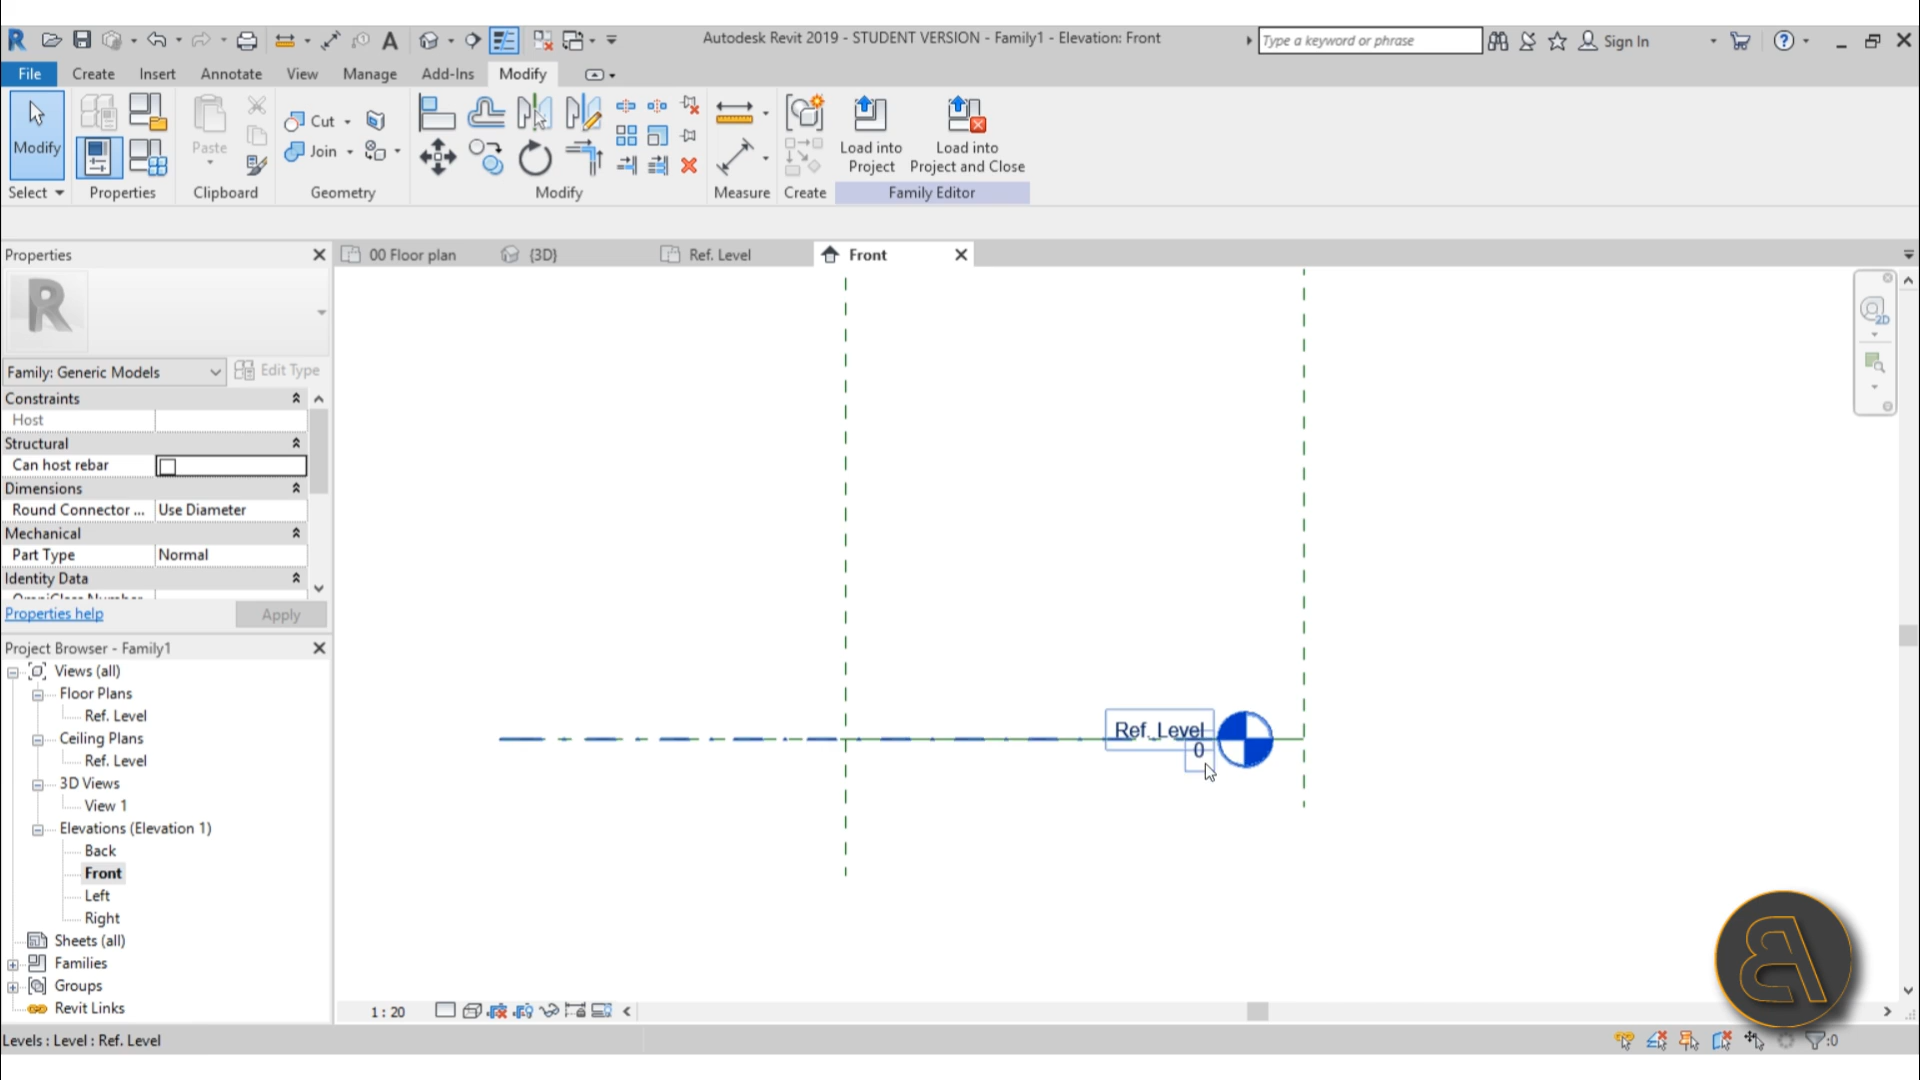 Autodesk Revit 2019 - STUDENT VERSION - Family1 - Elevation: Front
Type a keyword or phrase
Sign In
File Create Insert Annotate View Manage Add-Ins Modify
Modify
Paste
Cut
Join
Load into Project
Load into Project and Close
Select Properties Clipboard Geometry Modify Measure Create Family Editor
Properties
00 Floor plan {3D} Ref. Level Front
R
Family: Generic Models
Edit Type
Constraints
Host
Structural
Can host rebar
Dimensions
Round Connector ... Use Diameter
Mechanical
Part Type Normal
Identity Data
Properties help
Apply
Project Browser - Family1
Views (all)
Floor Plans
Ref. Level
Ceiling Plans
Ref. Level
3D Views
View 1
Elevations (Elevation 1)
Back
Front
Left
Right
Sheets (all)
Families
Groups
Revit Links
Ref. Level
0
2D
1 : 20
Levels : Level : Ref. Level
:0